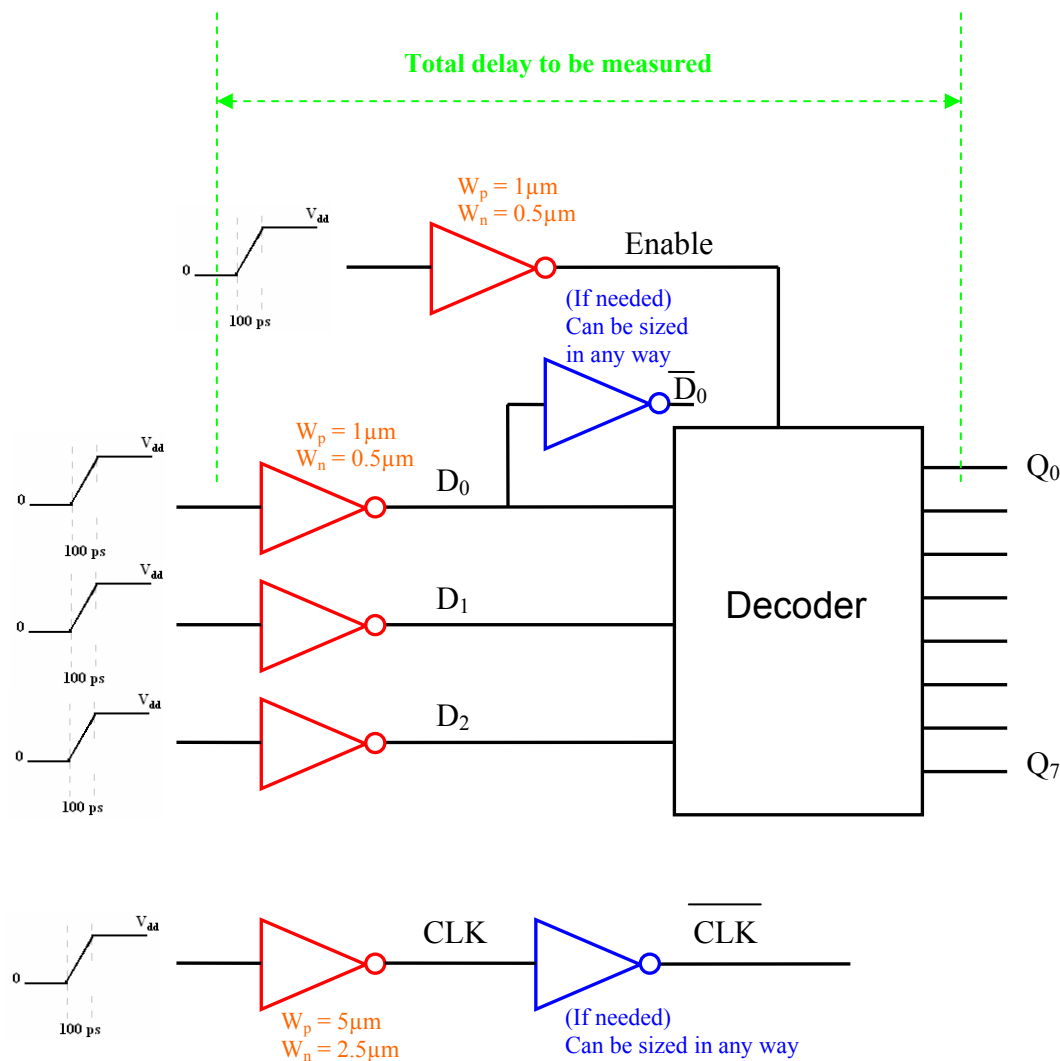 Total delay to be measured
Wp = 1µm
Wn = 0.5µm
Vdd
0
100 ps
Enable
(If needed)
Can be sized
in any way
D̅0
Wp = 1µm
Wn = 0.5µm
Vdd
0
100 ps
D0
Q0
Vdd
0
100 ps
D1
Decoder
Vdd
0
100 ps
D2
Q7
Vdd
0
100 ps
CLK
C̅L̅K̅
Wp = 5µm
Wn = 2.5µm
(If needed)
Can be sized in any way